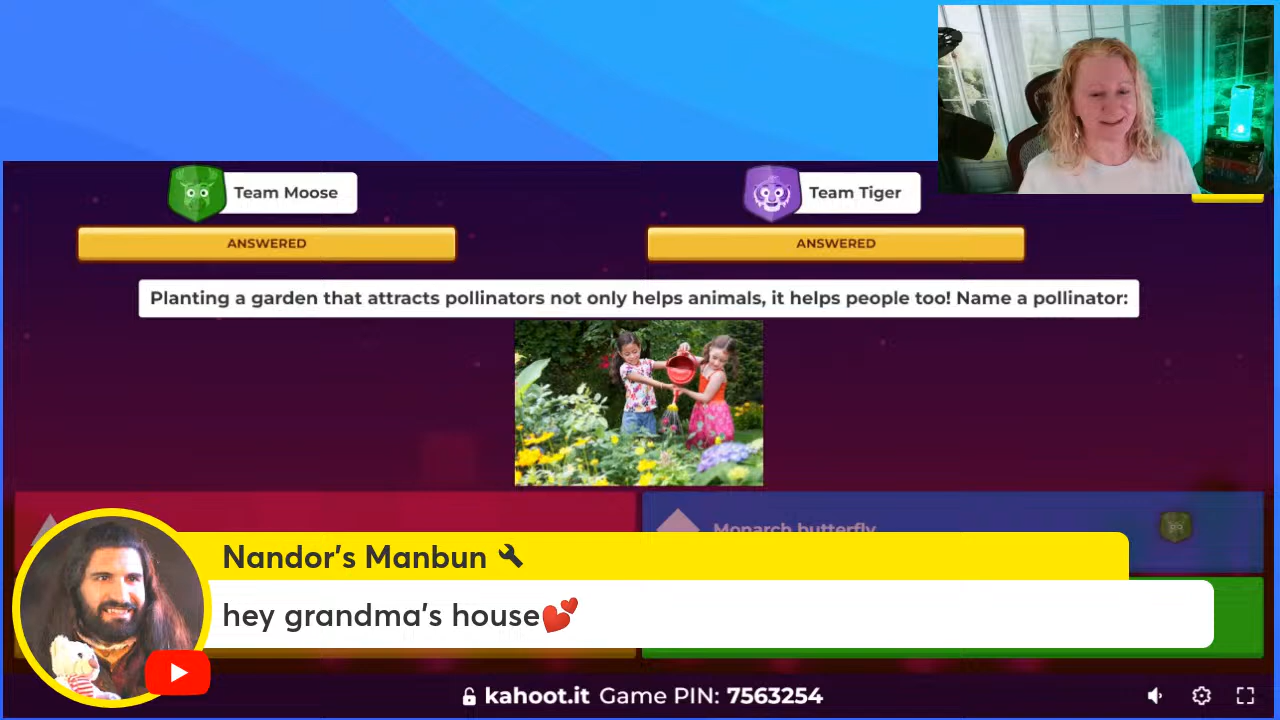 Team Moose
Team Tiger
ANSWERED
ANSWERED
Planting a garden that attracts pollinators not only helps animals, it helps people too! Name a pollinator:
Monarch butterfly
Nandor's Manbun
hey grandma's house
kahoot.it Game PIN: 7563254